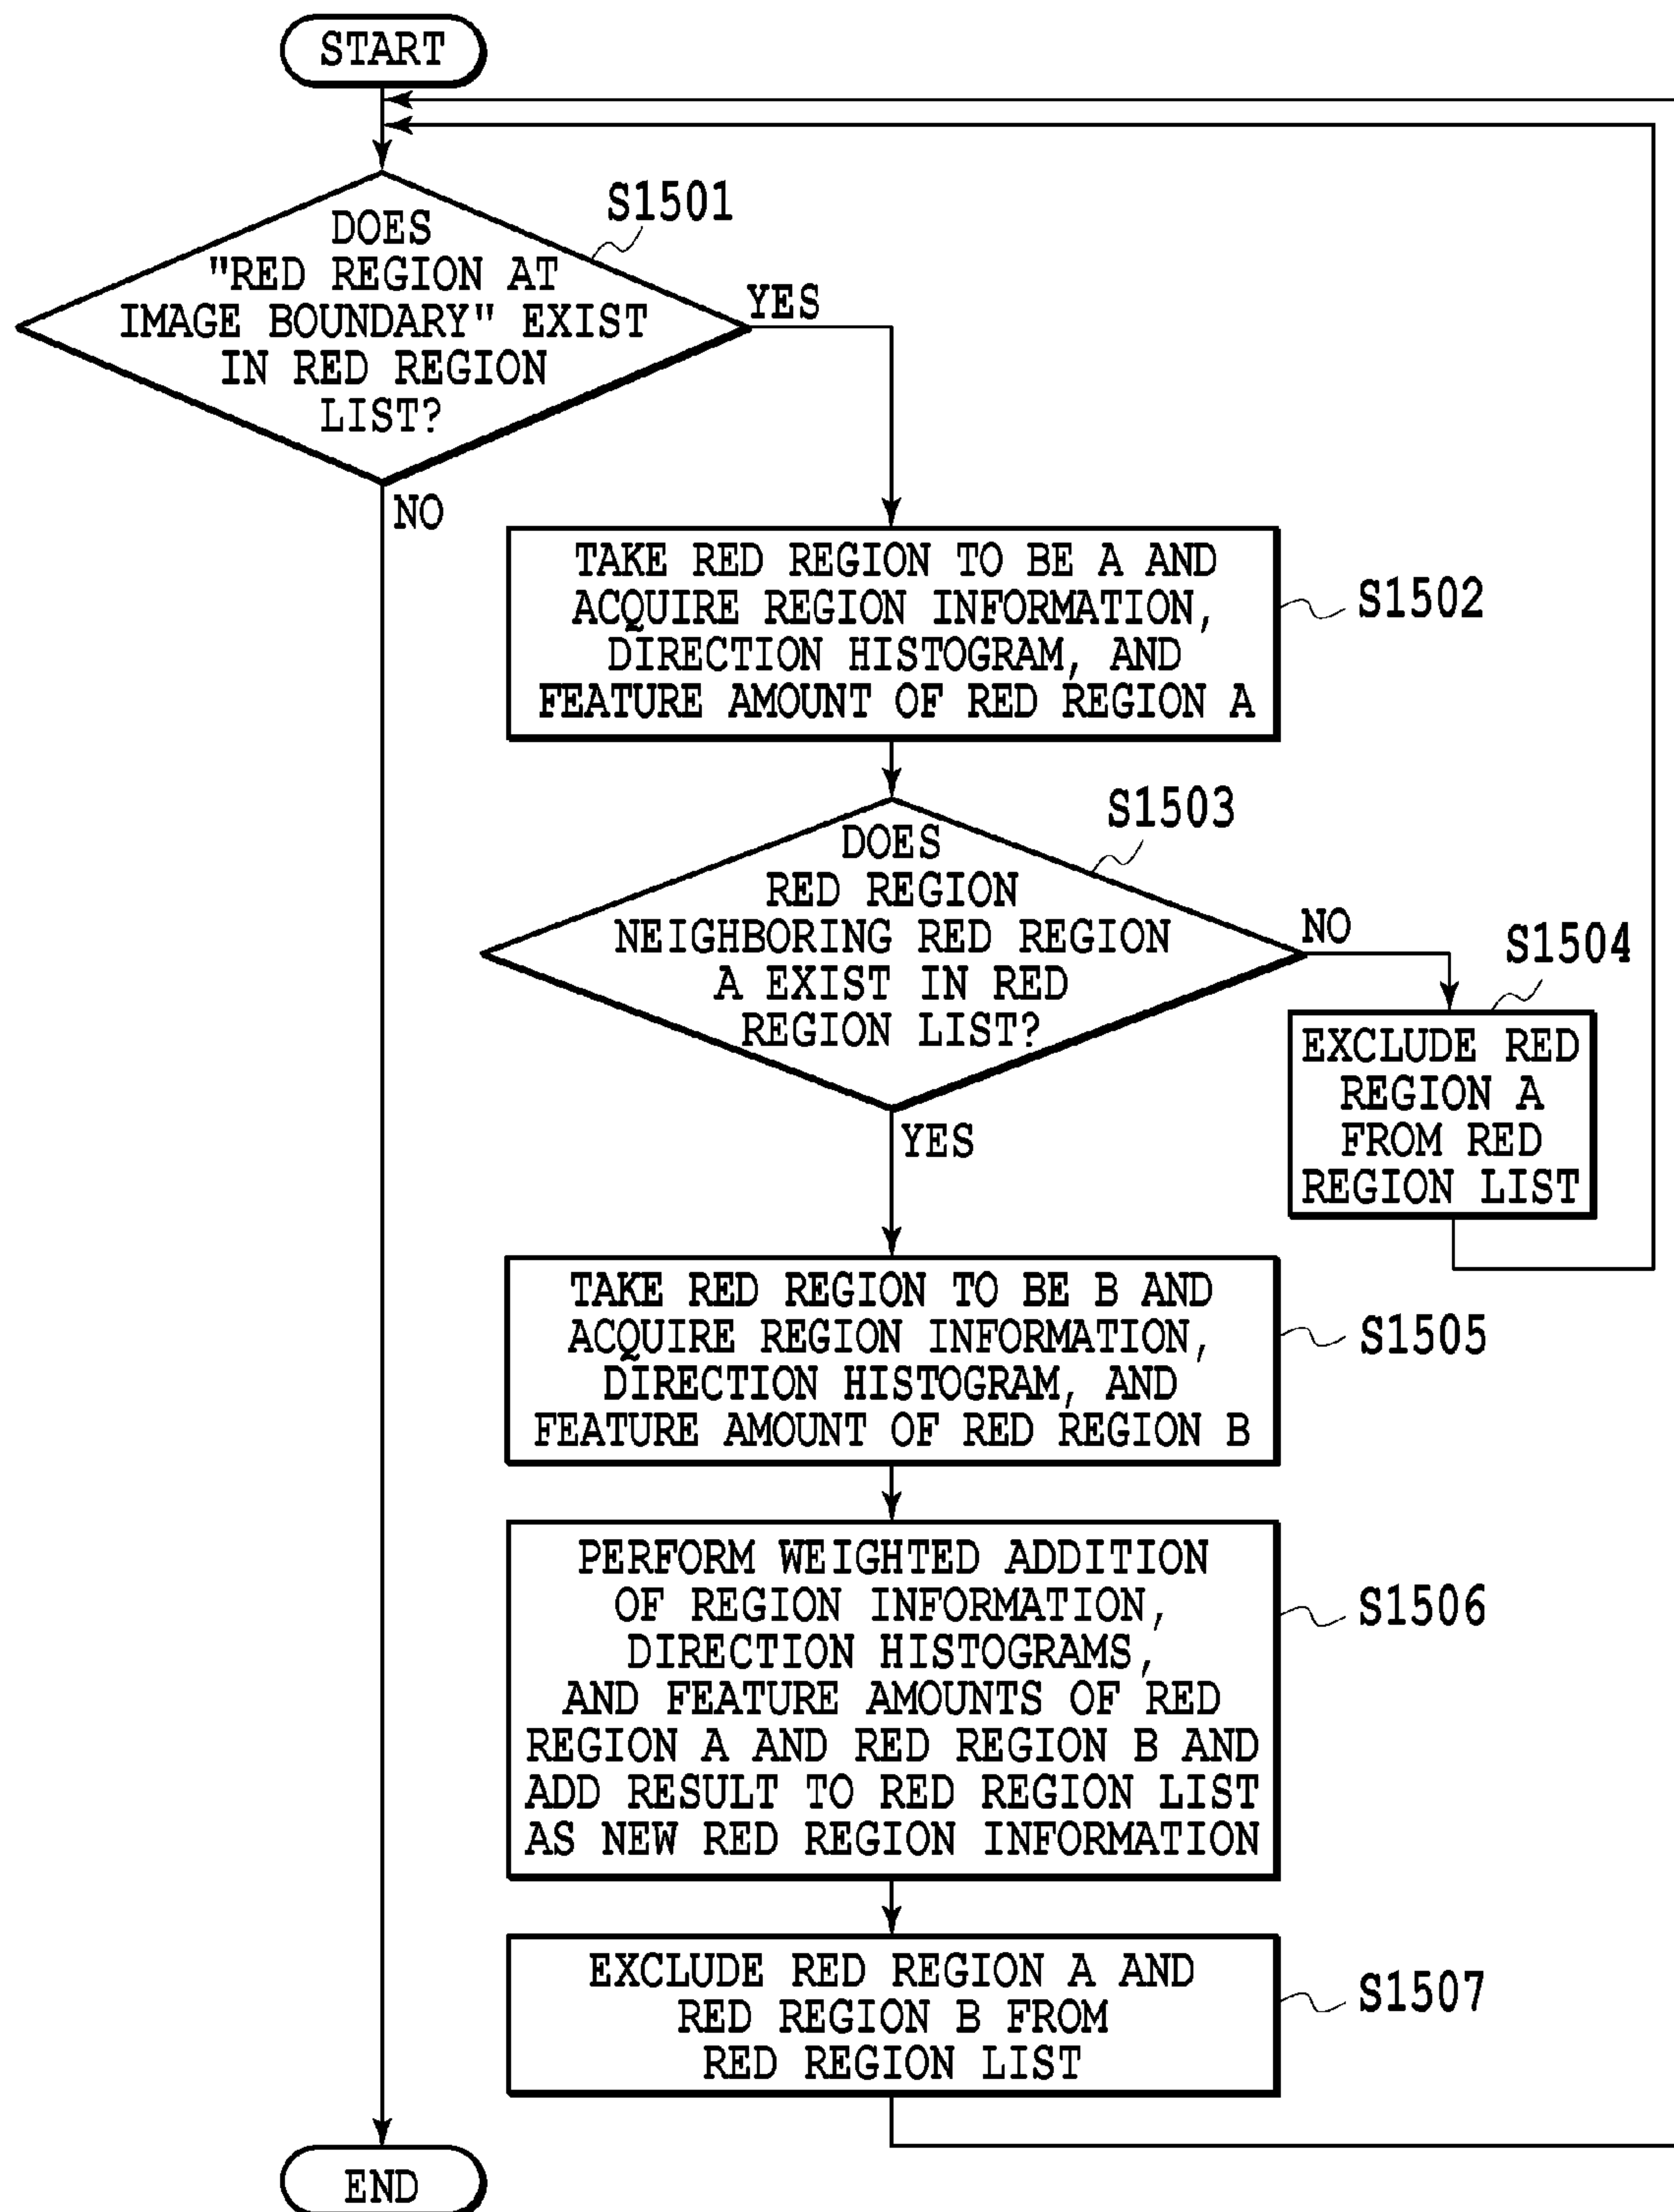 START
S1501
DOES
"RED REGION AT
IMAGE BOUNDARY" EXIST
IN RED REGION
LIST?
YES
NO
TAKE RED REGION TO BE A AND
ACQUIRE REGION INFORMATION,
DIRECTION HISTOGRAM, AND
FEATURE AMOUNT OF RED REGION A
S1502
S1503
DOES
RED REGION
NEIGHBORING RED REGION
A EXIST IN RED
REGION LIST?
NO
S1504
EXCLUDE RED
REGION A
FROM RED
REGION LIST
YES
TAKE RED REGION TO BE B AND
ACQUIRE REGION INFORMATION,
DIRECTION HISTOGRAM, AND
FEATURE AMOUNT OF RED REGION B
S1505
PERFORM WEIGHTED ADDITION
OF REGION INFORMATION,
DIRECTION HISTOGRAMS,
AND FEATURE AMOUNTS OF RED
REGION A AND RED REGION B AND
ADD RESULT TO RED REGION LIST
AS NEW RED REGION INFORMATION
S1506
EXCLUDE RED REGION A AND
RED REGION B FROM
RED REGION LIST
S1507
END